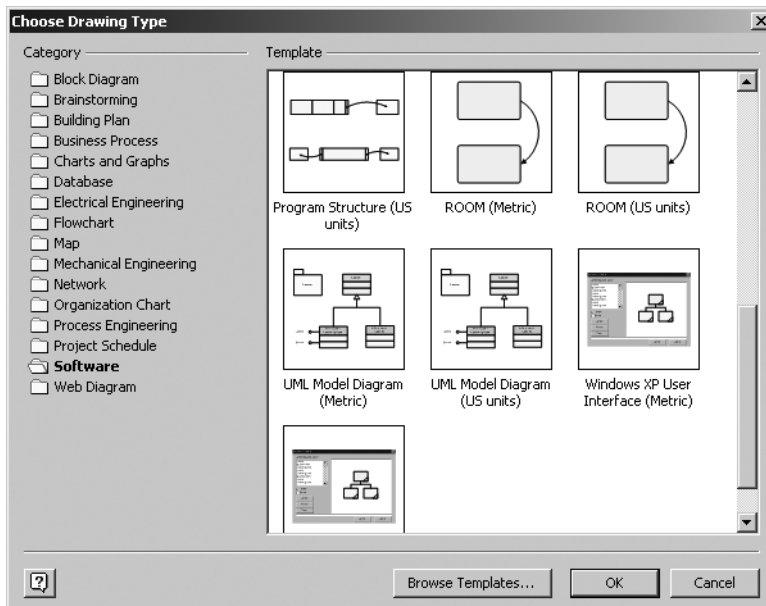 Choose Drawing Type
Category
Template
Block Diagram
Brainstorming
Building Plan
Business Process
Charts and Graphs
Database
Electrical Engineering
Flowchart
Map
Mechanical Engineering
Network
Organization Chart
Process Engineering
Project Schedule
Software
Web Diagram
Program Structure (US
units)
ROOM (Metric)
ROOM (US units)
UML Model Diagram
(Metric)
UML Model Diagram
(US units)
Windows XP User
Interface (Metric)
Browse Templates...
OK
Cancel